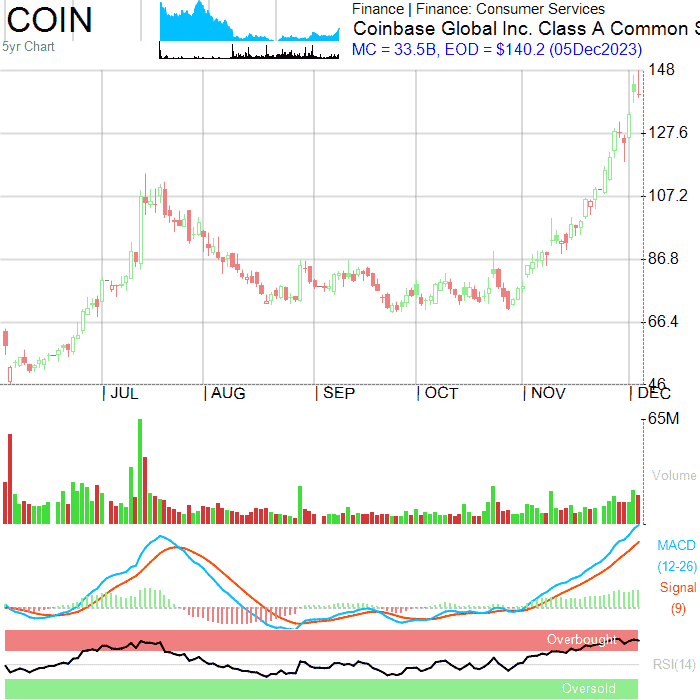 COIN
5yr Chart
Finance | Finance: Consumer Services
Coinbase Global Inc. Class A Common S
MC = 33.5B, EOD = $140.2 (05Dec2023)
148
127.6
107.2
86.8
66.4
46
JUL AUG SEP OCT NOV DEC
65M
Volume
MACD
(12-26)
Signal
(9)
Overbought
RSI(14)
Oversold